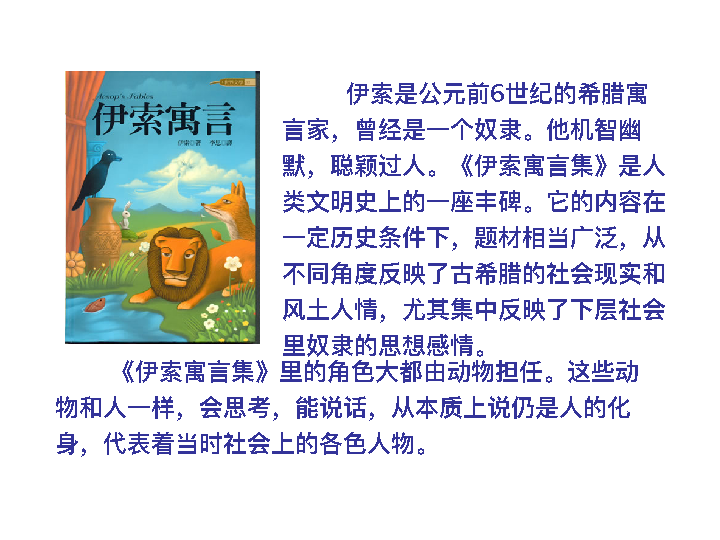 Aesop's Fables
伊索寓言
伊索是公元前6世纪的希腊寓
言家，曾经是一个奴隶。他机智幽
默，聪颖过人。《伊索寓言集》是人
类文明史上的一座丰碑。它的内容在
一定历史条件下，题材相当广泛，从
不同角度反映了古希腊的社会现实和
风土人情，尤其集中反映了下层社会
里奴隶的思想感情。
《伊索寓言集》里的角色大都由动物担任。这些动
物和人一样，会思考，能说话，从本质上说仍是人的化
身，代表着当时社会上的各色人物。